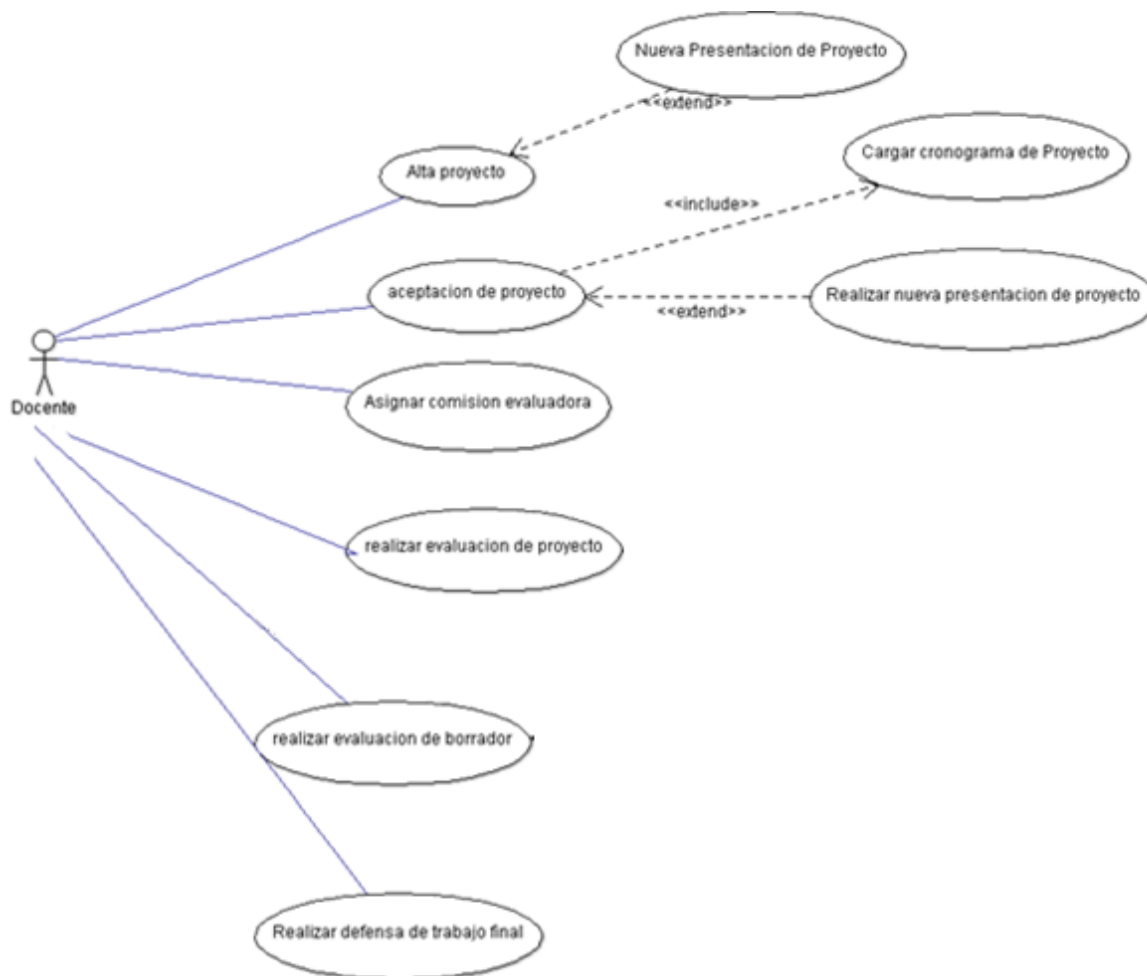 Nueva Presentacion de Proyecto
<<extend>>
Alta proyecto
Cargar cronograma de Proyecto
<<include>>
aceptacion de proyecto
Realizar nueva presentacion de proyecto
<<extend>>
Docente
Asignar comision evaluadora
realizar evaluacion de proyecto
realizar evaluacion de borrador
Realizar defensa de trabajo final